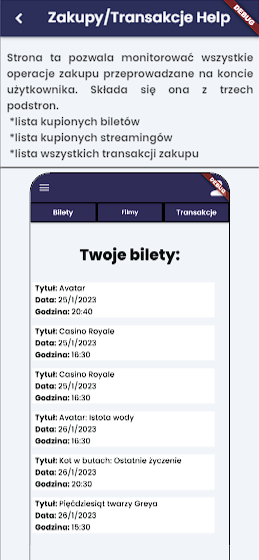 Zakupy/Transakcje Help
DEBUG
Strona ta pozwala monitorować wszystkie
operacje zakupu przeprowadzane na koncie
użytkownika. Składa się ona z trzech
podstron.
*lista kupionych biletów
*lista kupionych streamingów
*lista wszystkich transakcji zakupu
DEBUG
Bilety Filmy Transakcje
Twoje bilety:
Tytuł: Avatar
Data: 25/1/2023
Godzina: 20:40
Tytuł: Casino Royale
Data: 25/1/2023
Godzina: 16:30
Tytuł: Casino Royale
Data: 25/1/2023
Godzina: 16:30
Tytuł: Avatar: Istota wody
Data: 26/1/2023
Godzina: 16:30
Tytuł: Kot w butach: Ostatnie życzenie
Data: 26/1/2023
Godzina: 20:30
Tytuł: Pięćdziesiąt twarzy Greya
Data: 26/1/2023
Godzina: 15:30